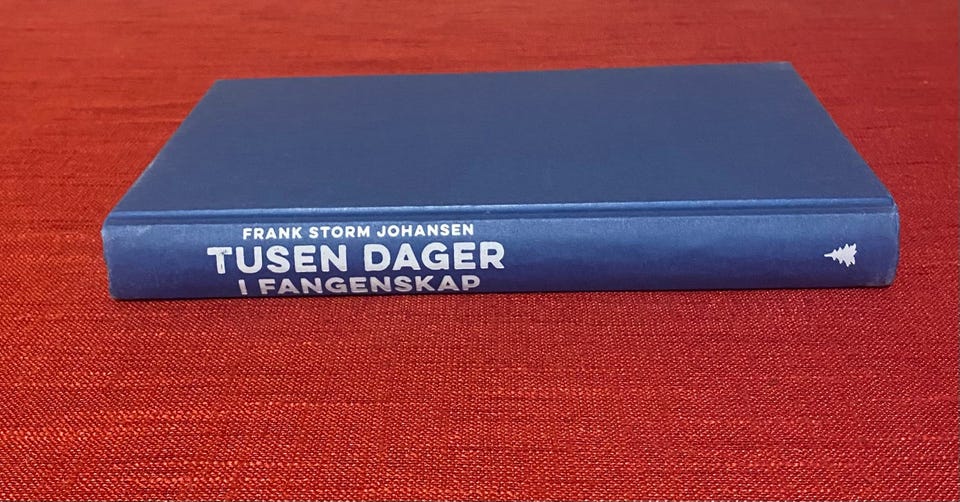 FRANK STORM JOHANSEN
TUSEN DAGER
I FANGENSKAP